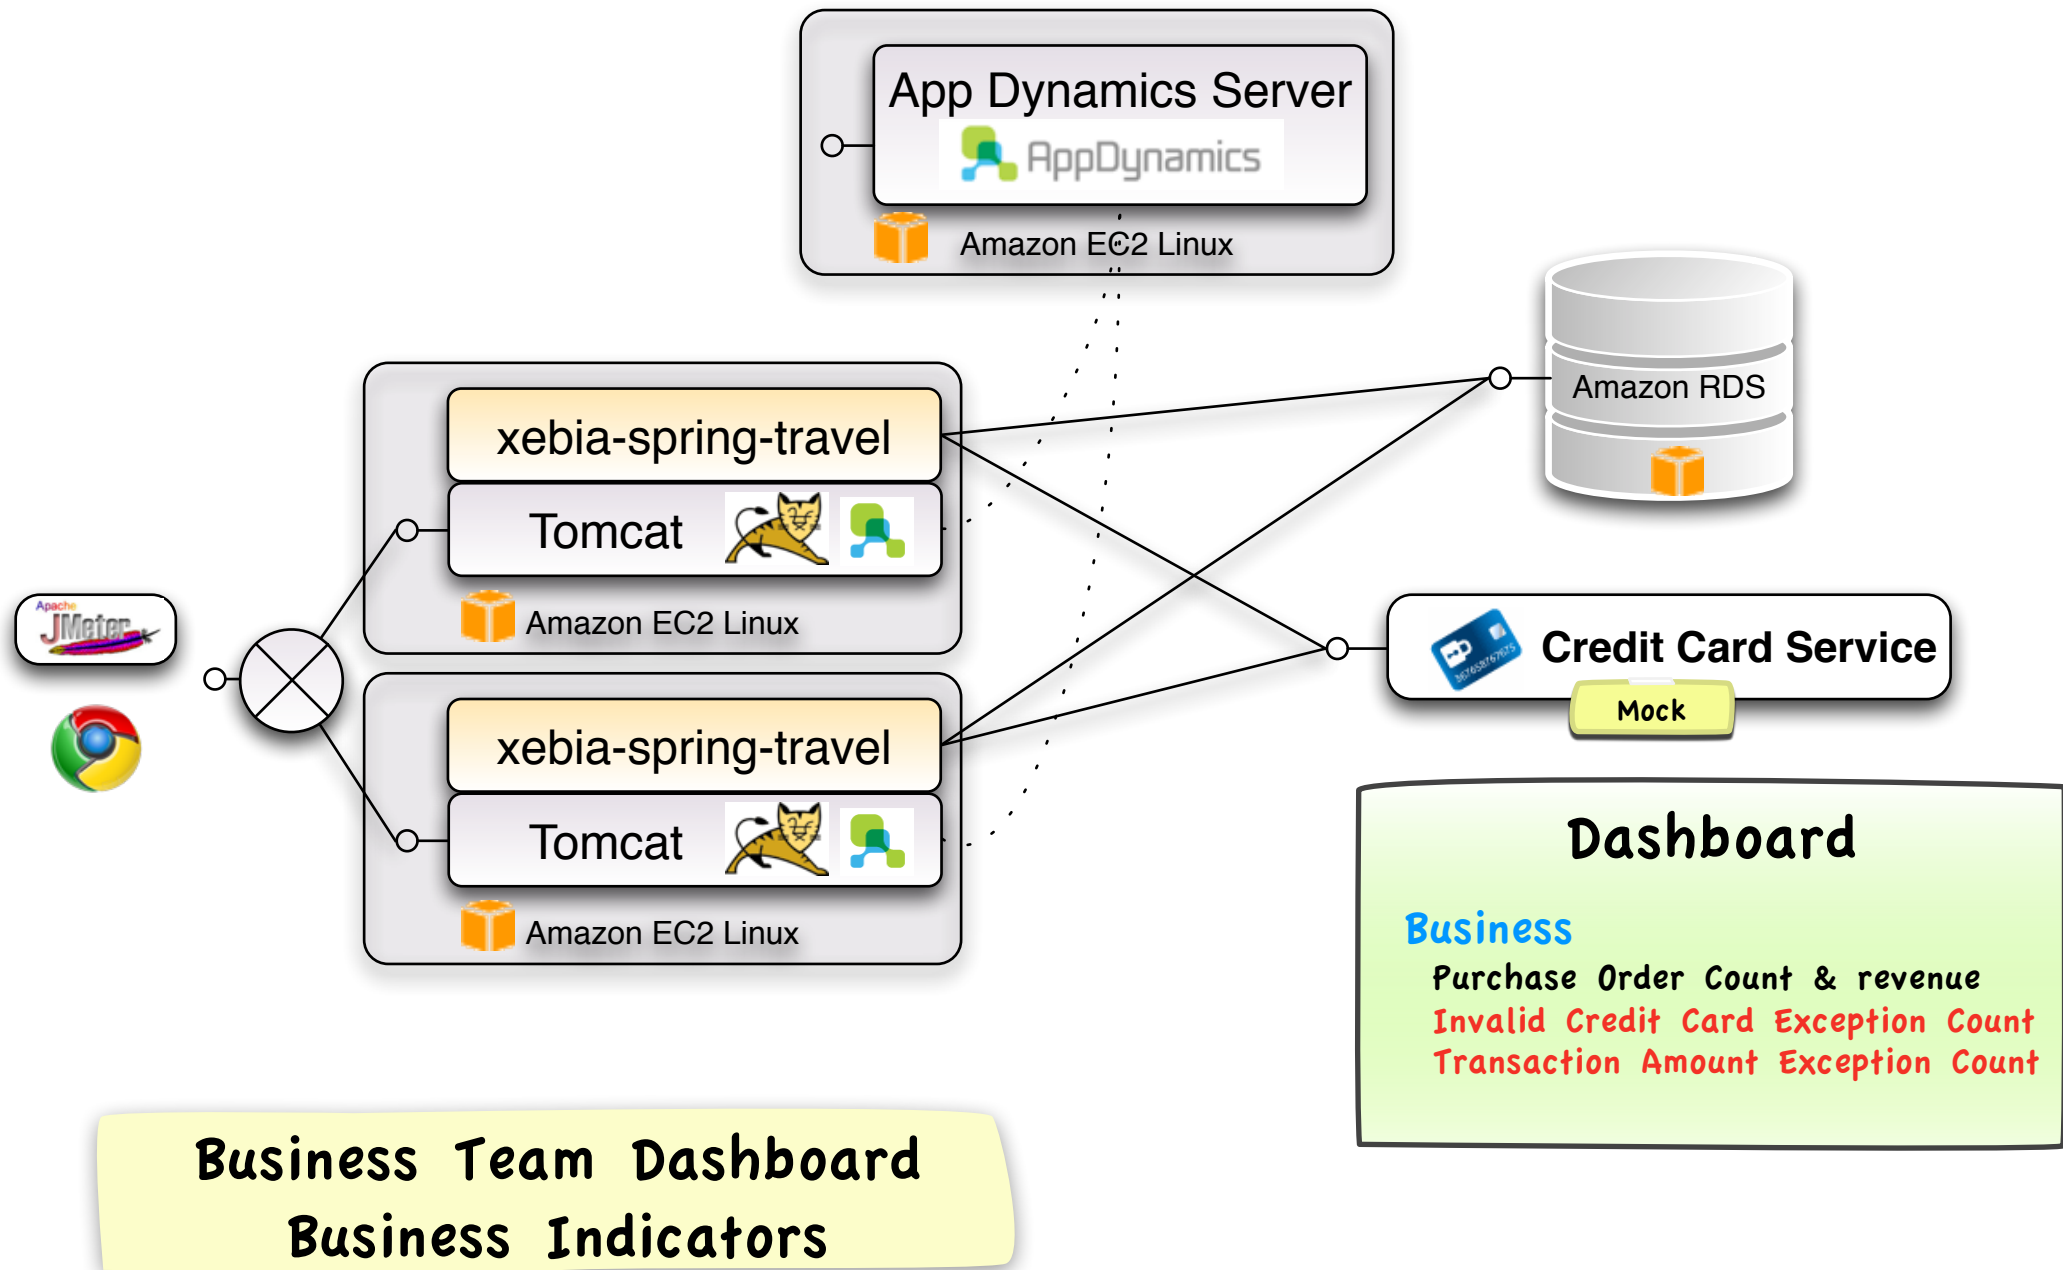 App Dynamics Server
AppDynamics
Amazon EC2 Linux
Amazon RDS
xebia-spring-travel
Tomcat
Amazon EC2 Linux
Apache
JMeter
Credit Card Service
Mock
xebia-spring-travel
Tomcat
Amazon EC2 Linux
Dashboard
Business
Purchase Order Count & revenue
Invalid Credit Card Exception Count
Transaction Amount Exception Count
Business Team Dashboard
Business Indicators